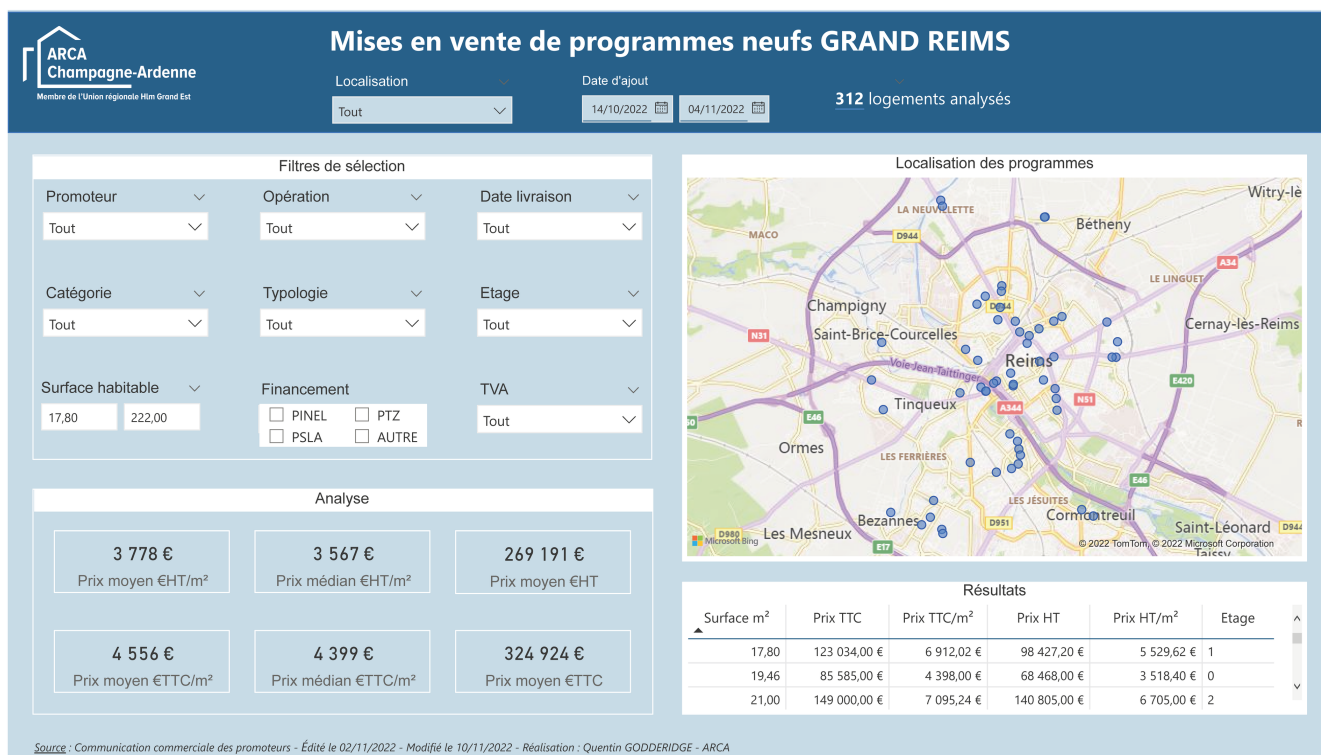 ARCA
Champagne-Ardenne
Membre de l'Union régionale Hlm Grand Est
Mises en vente de programmes neufs GRAND REIMS
Localisation
Tout
Date d'ajout
14/10/2022 04/11/2022
312 logements analysés
Filtres de sélection
Promoteur Opération Date livraison
Tout Tout Tout
Catégorie Typologie Etage
Tout Tout Tout
Surface habitable Financement TVA
17,80 222,00
PINEL PTZ
PSLA AUTRE
Tout
Analyse
3 778 € 3 567 € 269 191 €
Prix moyen €HT/m² Prix médian €HT/m² Prix moyen €HT
4 556 € 4 399 € 324 924 €
Prix moyen €TTC/m² Prix médian €TTC/m² Prix moyen €TTC
Localisation des programmes
Witry-lè
LA NEUVILLETTE
Bétheny
MACO
D944
A34
LE LINGUET
Champigny
D944
Cernay-lès-Reims
N31
Saint-Brice-Courcelles
Reims
Voie Jean-Taittinger
E420
Tinqueux
A344
N51
E46
50
R
Ormes
LES FERRIÈRES
E46
LES JÉSUITES
Cormontreuil
Bezannes
D951
Saint-Léonard
D944
D980
Les Mesneux
Microsoft Bing
E17
© 2022 TomTom, © 2022 Microsoft Corporation
Taissy
Résultats
Surface m² Prix TTC Prix TTC/m² Prix HT Prix HT/m² Etage
17,80 123 034,00 € 6 912,02 € 98 427,20 € 5 529,62 € 1
19,46 85 585,00 € 4 398,00 € 68 468,00 € 3 518,40 € 0
21,00 149 000,00 € 7 095,24 € 140 805,00 € 6 705,00 € 2
Source : Communication commerciale des promoteurs - Édité le 02/11/2022 - Modifié le 10/11/2022 - Réalisation : Quentin GODDERIDGE - ARCA